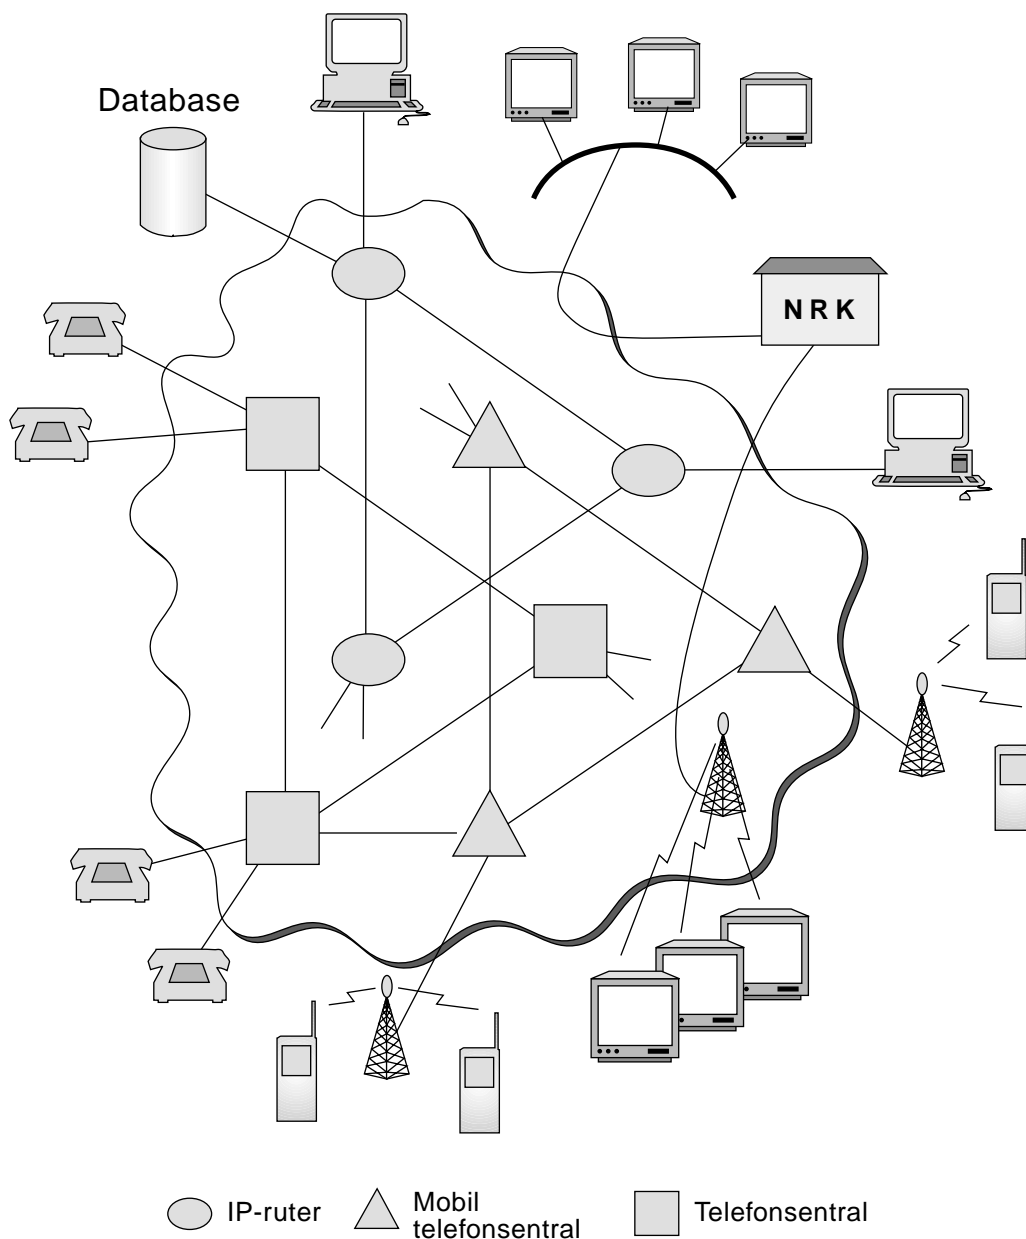 Database
N R K
IP-ruter
Mobil
telefonsentral
Telefonsentral